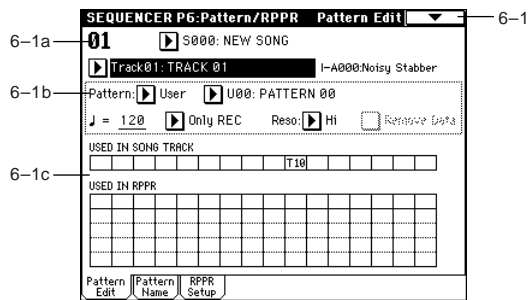 SEQUENCER P6:Pattern/RPPR Pattern Edit
6–1
6–1a
01 S000: NEW SONG
Track01: TRACK 01 I-A000:Noisy Stabber
6–1b
Pattern: User U00: PATTERN 00
♩ = 120 Only REC Reso: Hi Remove Data
USED IN SONG TRACK
T10
6–1c
USED IN RPPR
Pattern Edit
Pattern Name
RPPR Setup